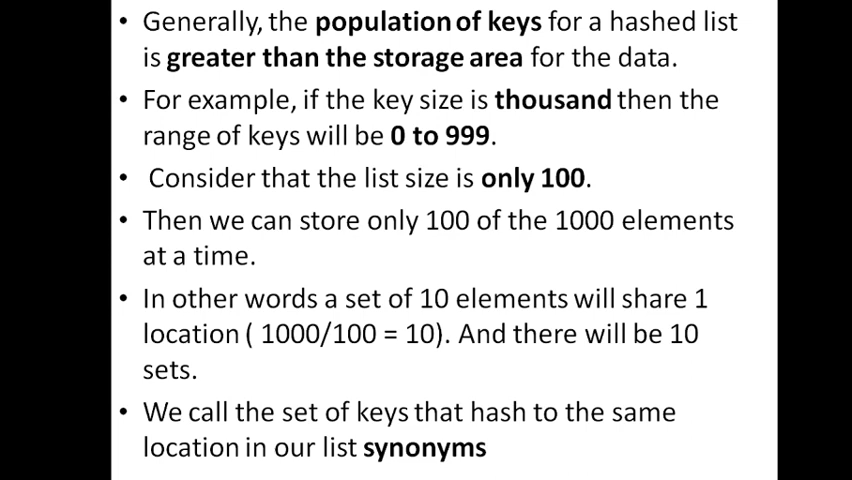 • Generally, the population of keys for a hashed list
is greater than the storage area for the data.
• For example, if the key size is thousand then the
range of keys will be 0 to 999.
• Consider that the list size is only 100.
• Then we can store only 100 of the 1000 elements
at a time.
• In other words a set of 10 elements will share 1
location ( 1000/100 = 10). And there will be 10
sets.
• We call the set of keys that hash to the same
location in our list synonyms